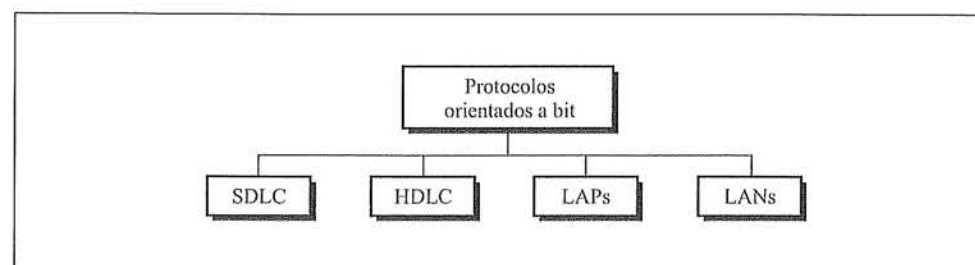 Protocolos
orientados a bit
SDLC
HDLC
LAPs
LANs